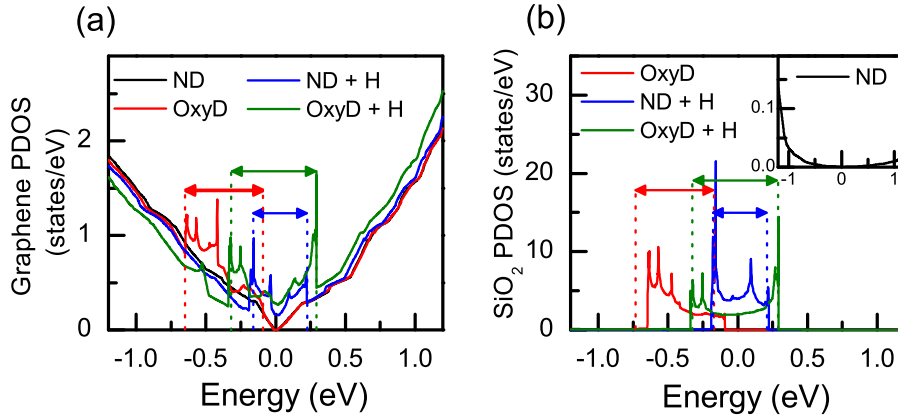 (a)
ND
ND + H
OxyD
OxyD + H
Graphene PDOS
(states/eV)
2
1
0
-1.0
-0.5
0.0
0.5
1.0
Energy (eV)
(b)
OxyD
ND + H
OxyD + H
SiO2 PDOS (states/eV)
35
30
20
10
0
-1.0
-0.5
0.0
0.5
1.0
Energy (eV)
ND
0.1
0.0
-1
0
1